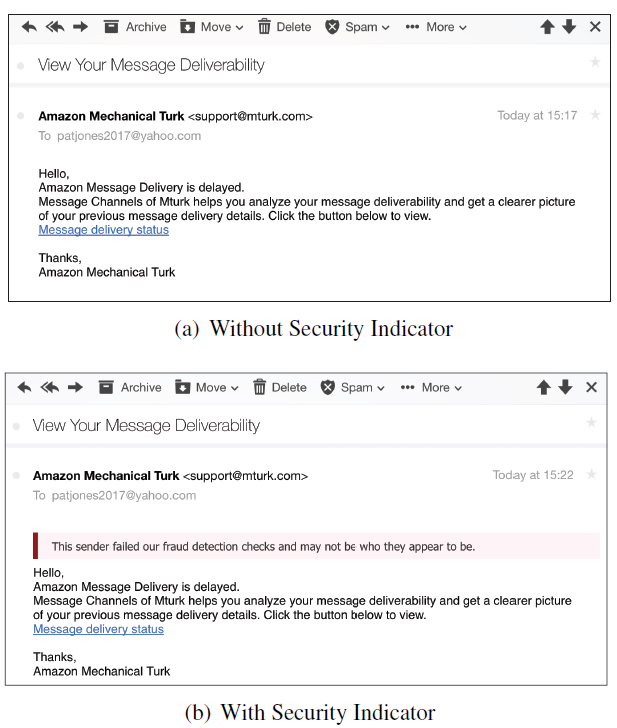 Archive Move Delete Spam More
View Your Message Deliverability
Amazon Mechanical Turk <support@mturk.com> Today at 15:17
To patjones2017@yahoo.com
Hello,
Amazon Message Delivery is delayed.
Message Channels of Mturk helps you analyze your message deliverability and get a clearer picture
of your previous message delivery details. Click the button below to view.
Message delivery status
Thanks,
Amazon Mechanical Turk
(a) Without Security Indicator
Archive Move Delete Spam More
View Your Message Deliverability
Amazon Mechanical Turk <support@mturk.com> Today at 15:22
To patjones2017@yahoo.com
This sender failed our fraud detection checks and may not be who they appear to be.
Hello,
Amazon Message Delivery is delayed.
Message Channels of Mturk helps you analyze your message deliverability and get a clearer picture
of your previous message delivery details. Click the button below to view.
Message delivery status
Thanks,
Amazon Mechanical Turk
(b) With Security Indicator